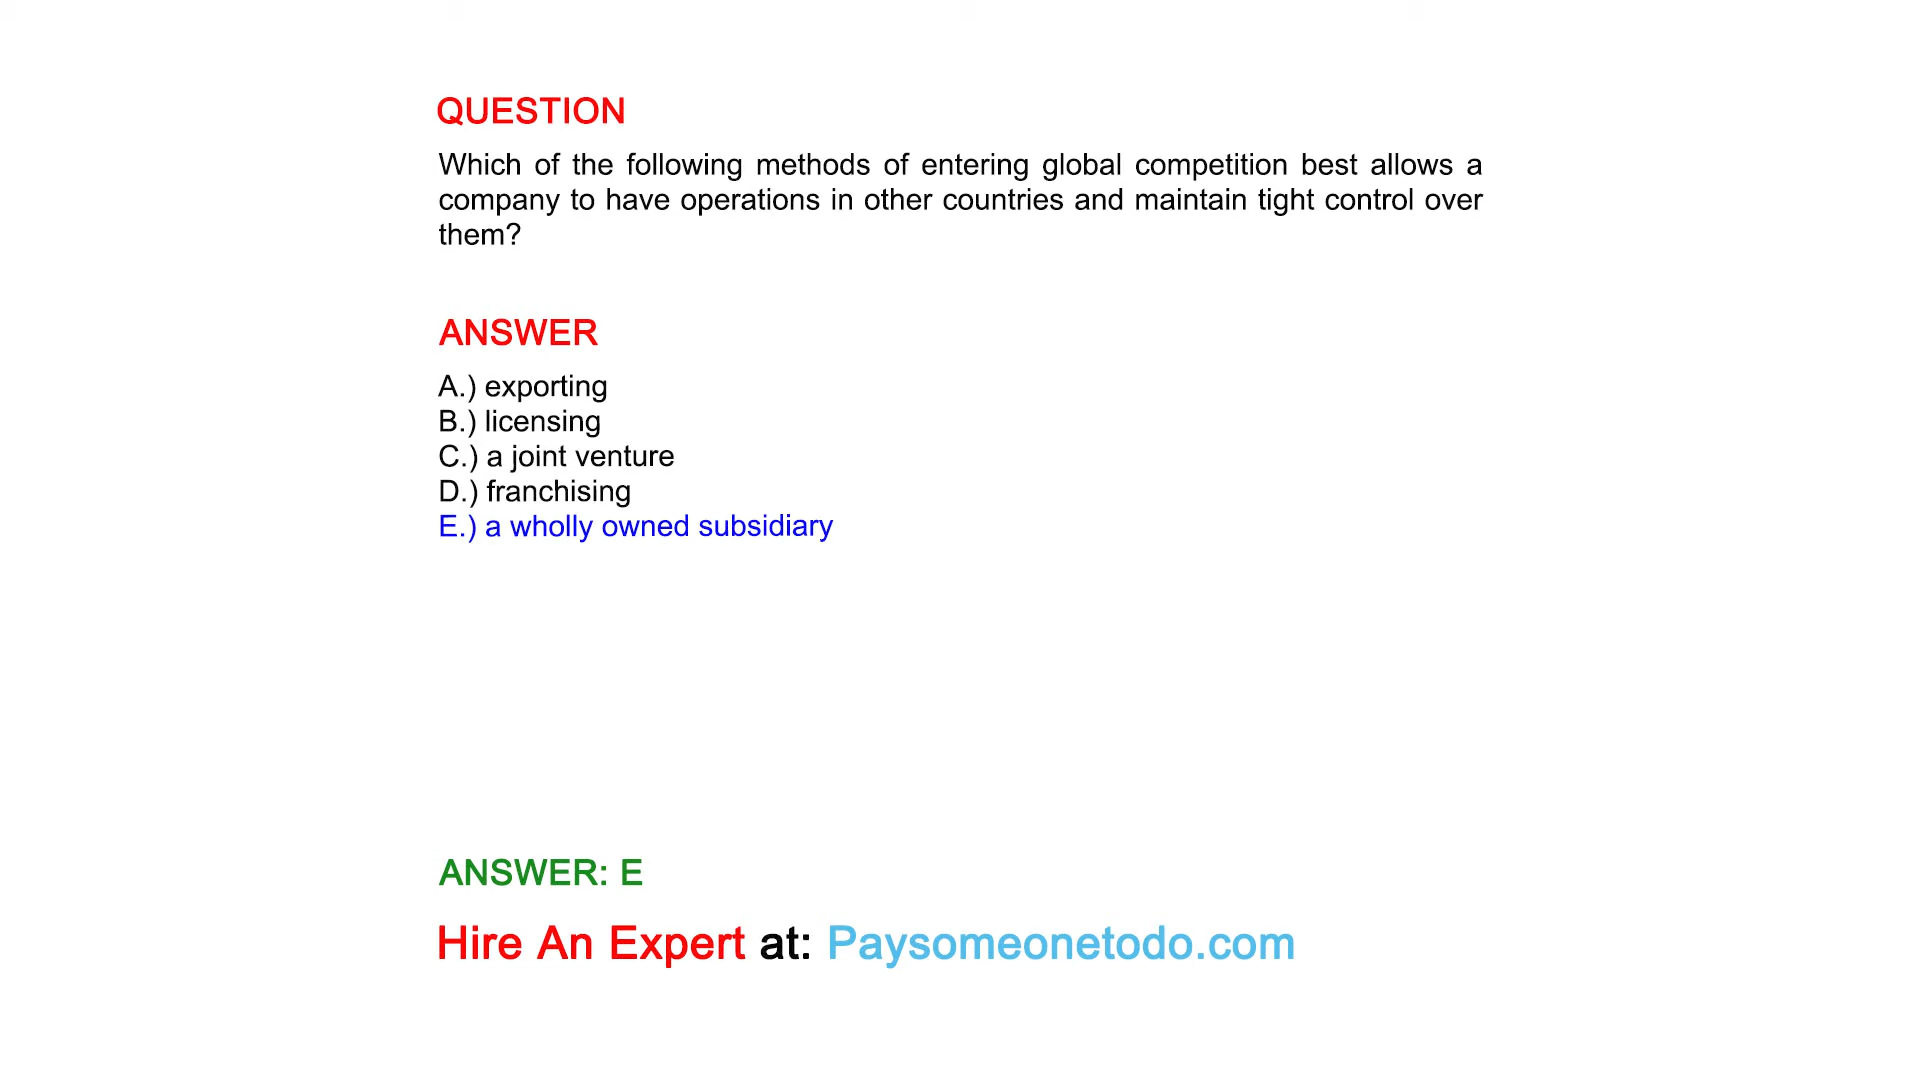 QUESTION
Which of the following methods of entering global competition best allows a
company to have operations in other countries and maintain tight control over
them?
ANSWER
A.) exporting
B.) licensing
C.) a joint venture
D.) franchising
E.) a wholly owned subsidiary
ANSWER: E
Hire An Expert at: Paysomeonetodo.com